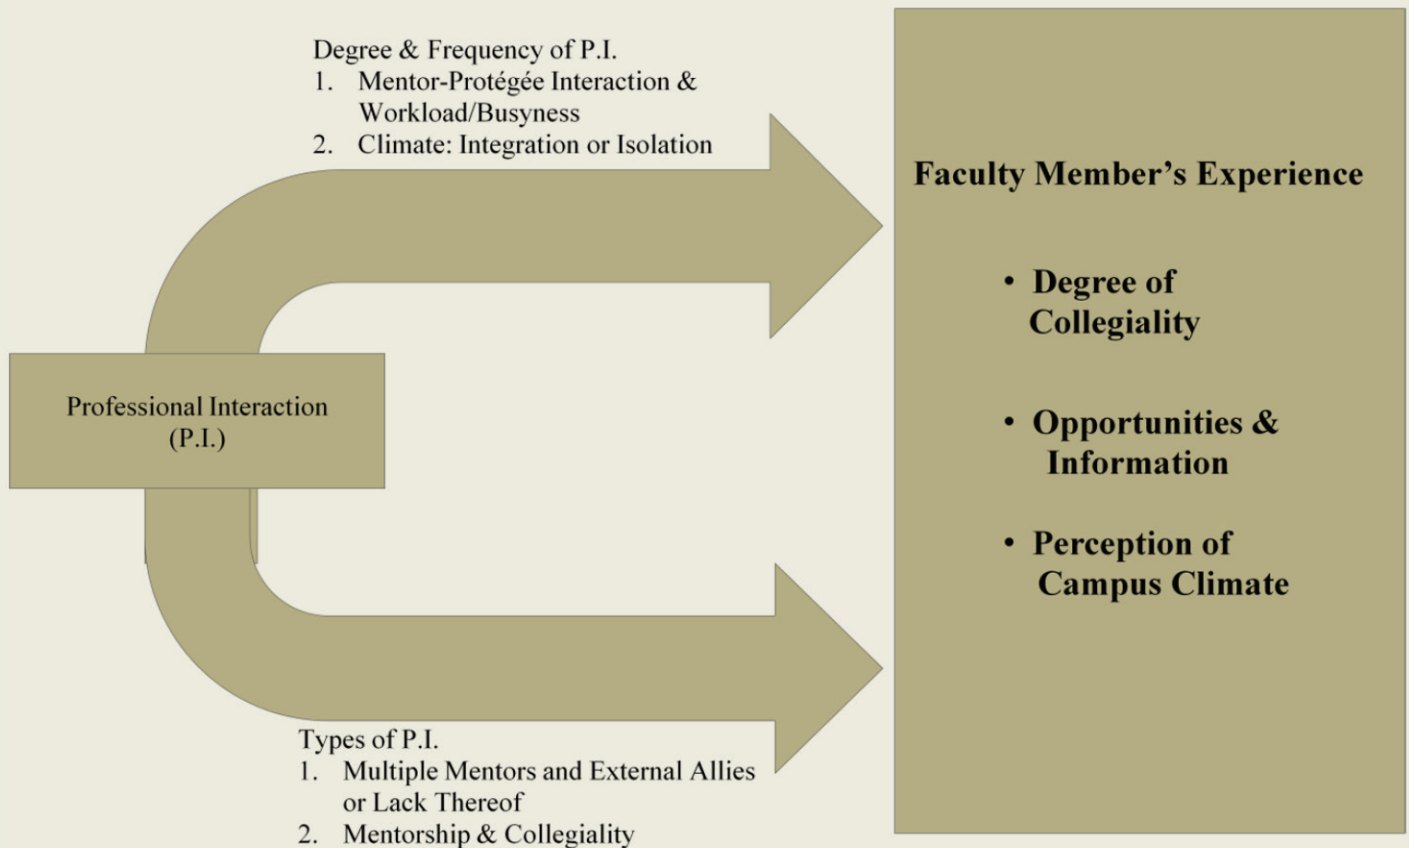 Degree & Frequency of P.I.
1. Mentor-Protégée Interaction &
Workload/Busyness
2. Climate: Integration or Isolation
Professional Interaction
(P.I.)
Types of P.I.
1. Multiple Mentors and External Allies
or Lack Thereof
2. Mentorship & Collegiality
Faculty Member’s Experience
• Degree of
Collegiality
• Opportunities &
Information
• Perception of
Campus Climate